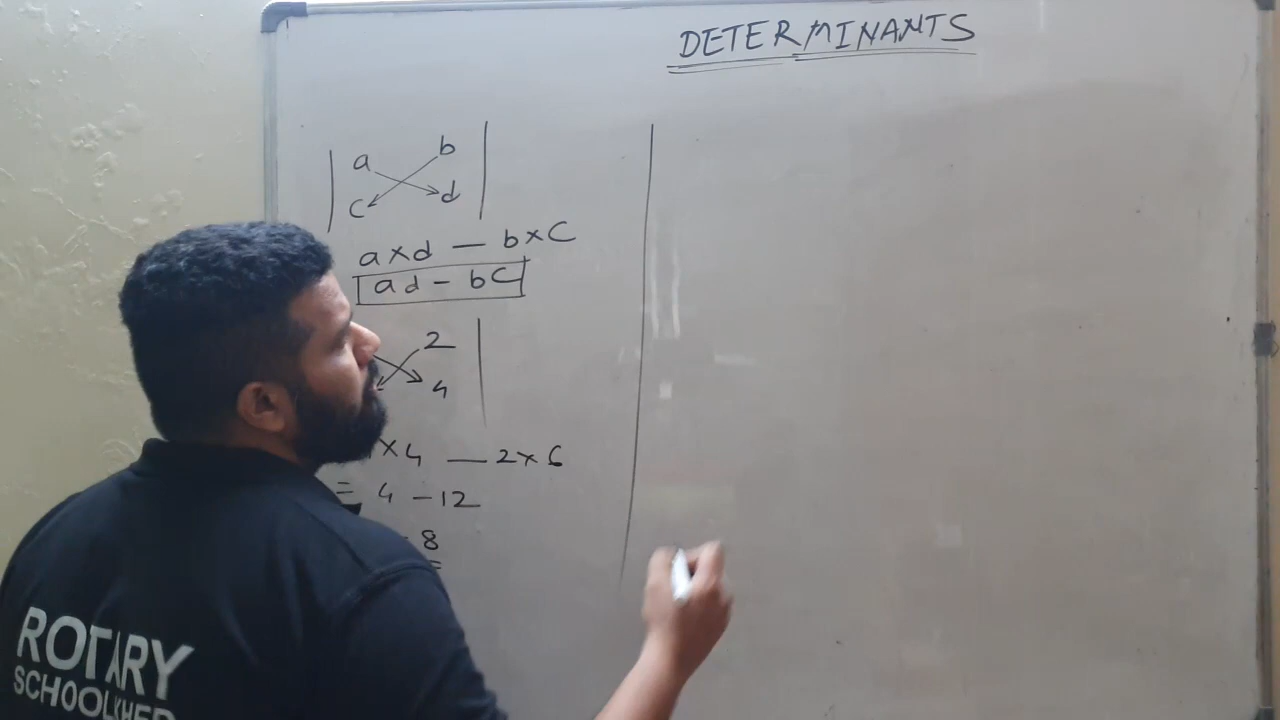 DETERMINANTS
a b
c d
a×d — b×C
ad - bC
2
4
×4 — 2×6
= 4 - 12
- 8
ROTARY
SCHOOL